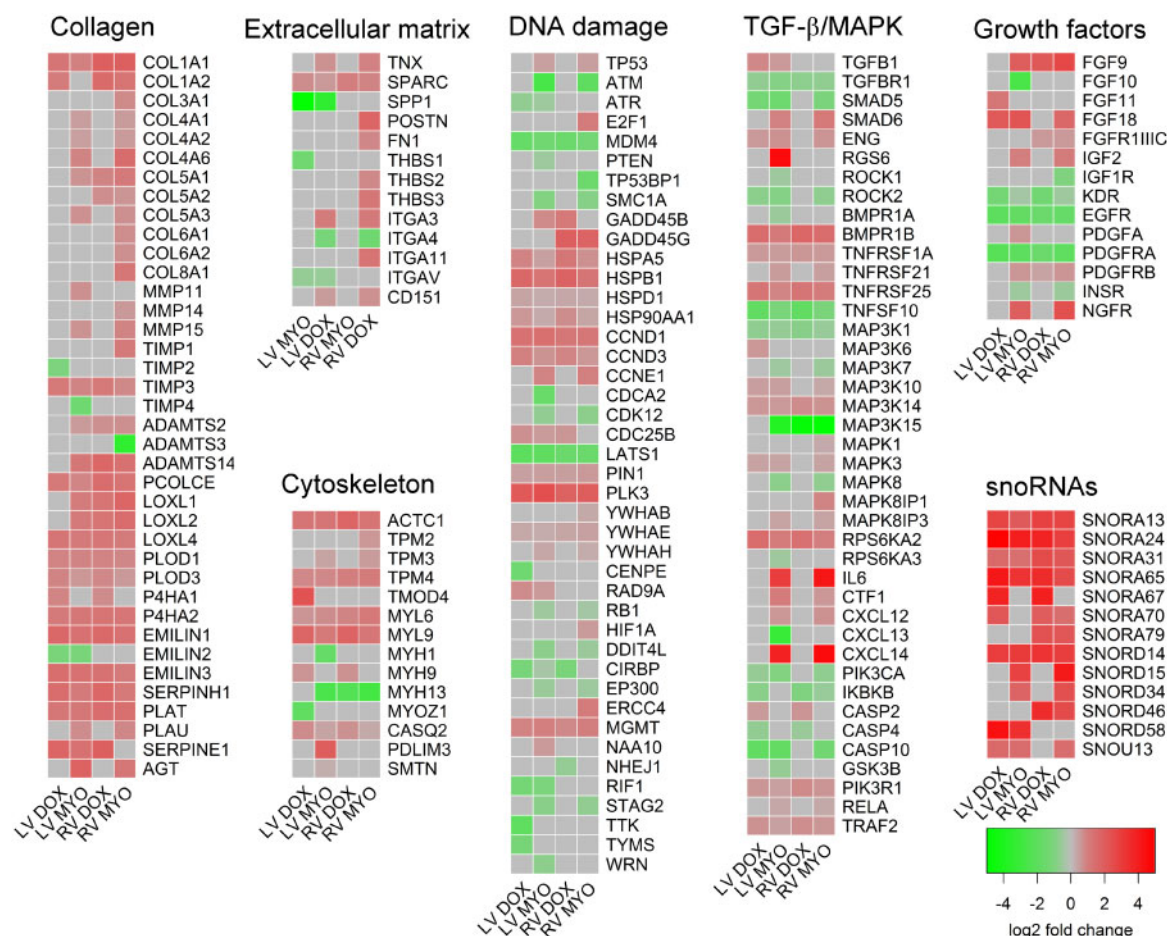 Collagen
COL1A1
COL1A2
COL3A1
COL4A1
COL4A2
COL4A6
COL5A1
COL5A2
COL5A3
COL6A1
COL6A2
COL8A1
MMP11
MMP14
MMP15
TIMP1
TIMP2
TIMP3
TIMP4
ADAMTS2
ADAMTS3
ADAMTS14
PCOLCE
LOXL1
LOXL2
LOXL4
PLOD1
PLOD3
P4HA1
P4HA2
EMILIN1
EMILIN2
EMILIN3
SERPINH1
PLAT
PLAU
SERPINE1
AGT
LV DOX
LV MYO
RV DOX
RV MYO
Extracellular matrix
TNX
SPARC
SPP1
POSTN
FN1
THBS1
THBS2
THBS3
ITGA3
ITGA4
ITGA11
ITGAV
CD151
LV MYO
LV DOX
RV MYO
RV DOX
Cytoskeleton
ACTC1
TPM2
TPM3
TPM4
TMOD4
MYL6
MYL9
MYH1
MYH9
MYH13
MYOZ1
CASQ2
PDLIM3
SMTN
LV DOX
LV MYO
RV DOX
RV MYO
DNA damage
TP53
ATM
ATR
E2F1
MDM4
PTEN
TP53BP1
SMC1A
GADD45B
GADD45G
HSPA5
HSPB1
HSPD1
HSP90AA1
CCND1
CCND3
CCNE1
CDCA2
CDK12
CDC25B
LATS1
PIN1
PLK3
YWHAB
YWHAE
YWHAH
CENPE
RAD9A
RB1
HIF1A
DDIT4L
CIRBP
EP300
ERCC4
MGMT
NAA10
NHEJ1
RIF1
STAG2
TTK
TYMS
WRN
LV DOX
LV MYO
RV DOX
RV MYO
TGF-β/MAPK
TGFB1
TGFBR1
SMAD5
SMAD6
ENG
RGS6
ROCK1
ROCK2
BMPR1A
BMPR1B
TNFRSF1A
TNFRSF21
TNFRSF25
TNFSF10
MAP3K1
MAP3K6
MAP3K7
MAP3K10
MAP3K14
MAP3K15
MAPK1
MAPK3
MAPK8
MAPK8IP1
MAPK8IP3
RPS6KA2
RPS6KA3
IL6
CTF1
CXCL12
CXCL13
CXCL14
PIK3CA
IKBKB
CASP2
CASP4
CASP10
GSK3B
PIK3R1
RELA
TRAF2
LV DOX
LV MYO
RV DOX
RV MYO
Growth factors
FGF9
FGF10
FGF11
FGF18
FGFR1IIIC
IGF2
IGF1R
KDR
EGFR
PDGFA
PDGFRA
PDGFRB
INSR
NGFR
LV DOX
LV MYO
RV DOX
RV MYO
snoRNAs
SNORA13
SNORA24
SNORA31
SNORA65
SNORA67
SNORA70
SNORA79
SNORD14
SNORD15
SNORD34
SNORD46
SNORD58
SNOU13
LV DOX
LV MYO
RV DOX
RV MYO
-4 -2 0 2 4
log2 fold change